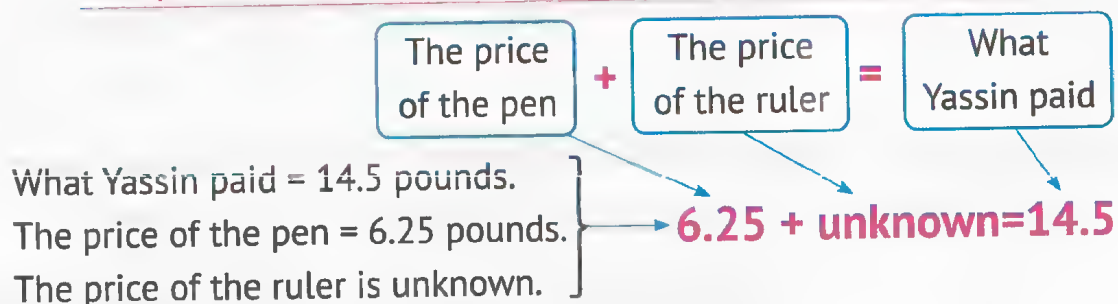 The price of the pen + The price of the ruler = What Yassin paid
What Yassin paid = 14.5 pounds.
The price of the pen = 6.25 pounds.
The price of the ruler is unknown.
6.25 + unknown=14.5